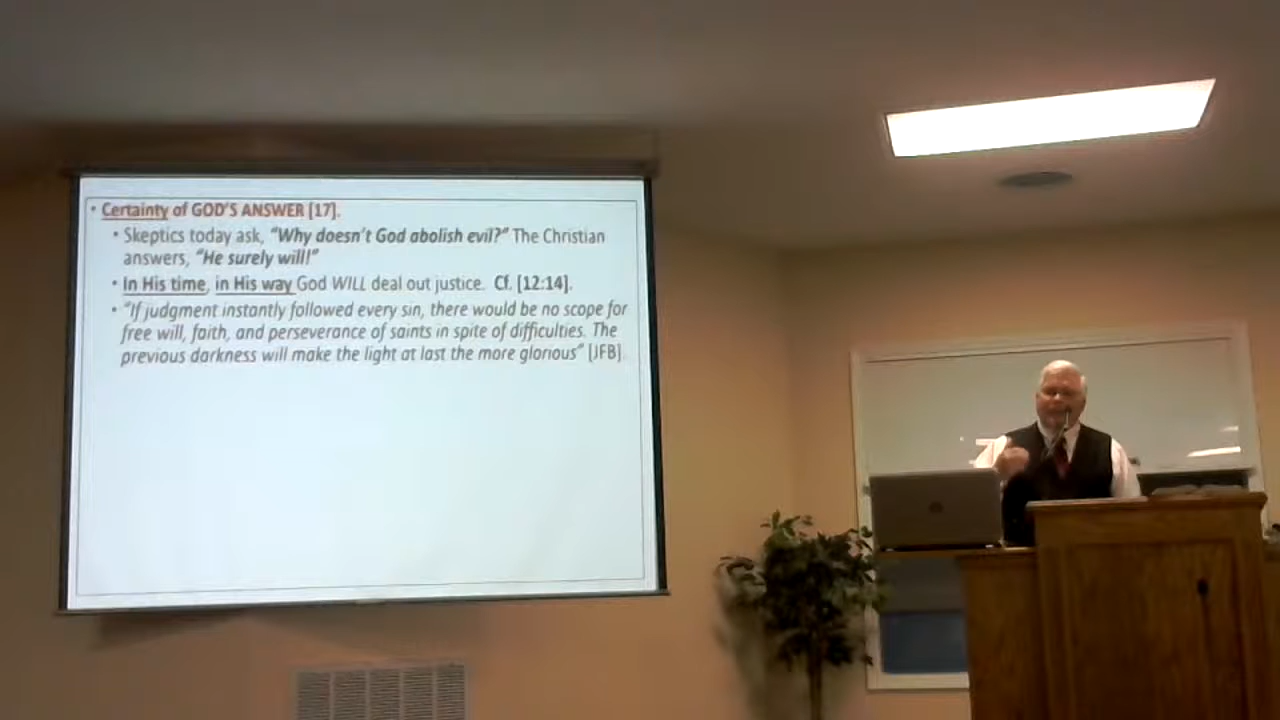 • Certainty of GOD'S ANSWER [17].
• Skeptics today ask, "Why doesn't God abolish evil?" The Christian
answers, "He surely will!"
• In His time, in His way God WILL deal out justice. Cf. [12:14].
• "If judgment instantly followed every sin, there would be no scope for
free will, faith, and perseverance of saints in spite of difficulties. The
previous darkness will make the light at last the more glorious" [JFB].